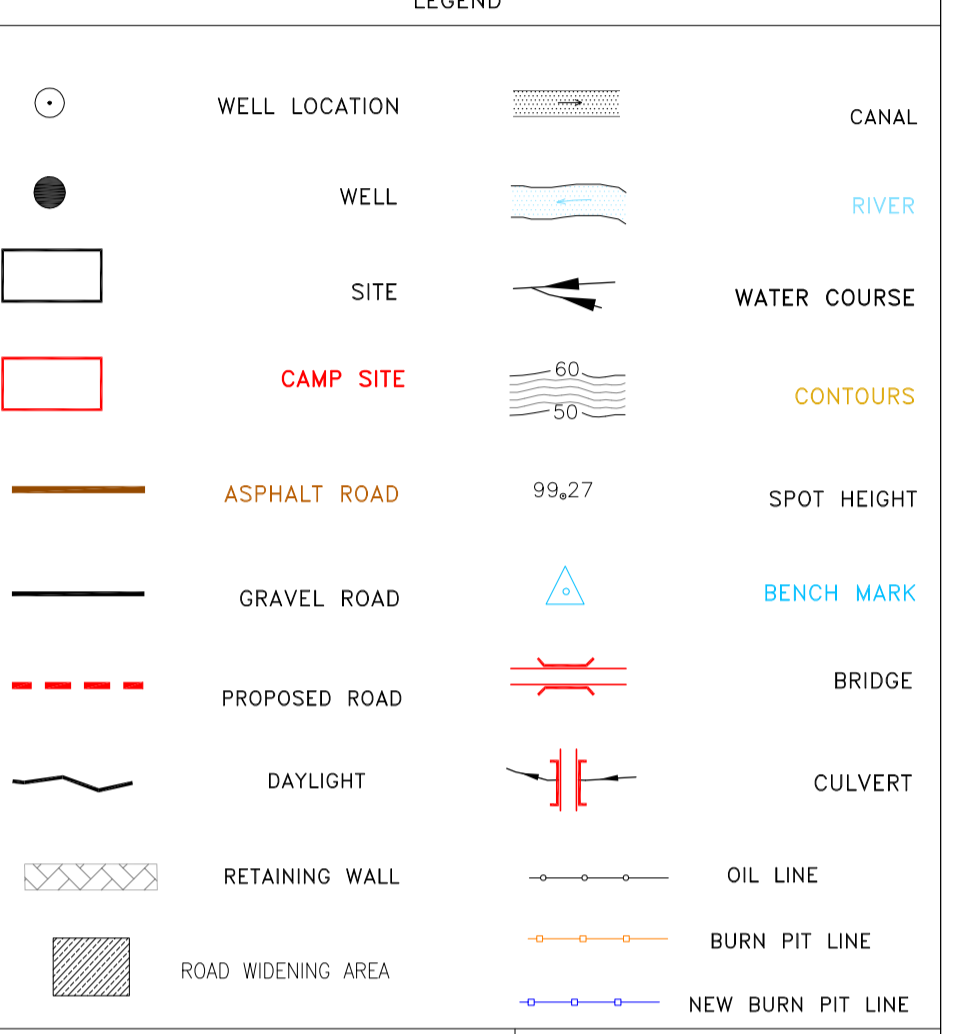 LEGEND
WELL LOCATION
WELL
SITE
CAMP SITE
ASPHALT ROAD
GRAVEL ROAD
PROPOSED ROAD
DAYLIGHT
RETAINING WALL
ROAD WIDENING AREA
CANAL
RIVER
WATER COURSE
60
50
CONTOURS
99.27
SPOT HEIGHT
BENCH MARK
BRIDGE
CULVERT
OIL LINE
BURN PIT LINE
NEW BURN PIT LINE